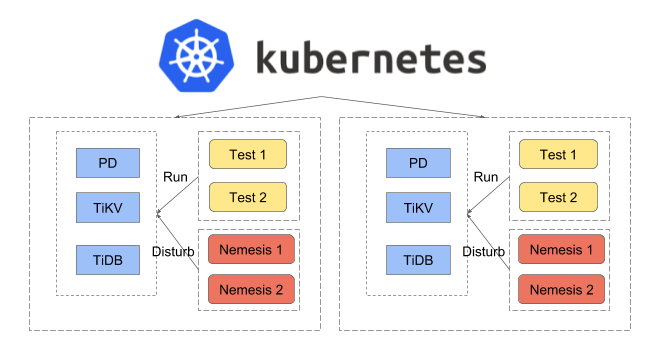 kubernetes
PD
TiKV
TiDB
Run
Disturb
Test 1
Test 2
Nemesis 1
Nemesis 2
PD
TiKV
TiDB
Run
Disturb
Test 1
Test 2
Nemesis 1
Nemesis 2